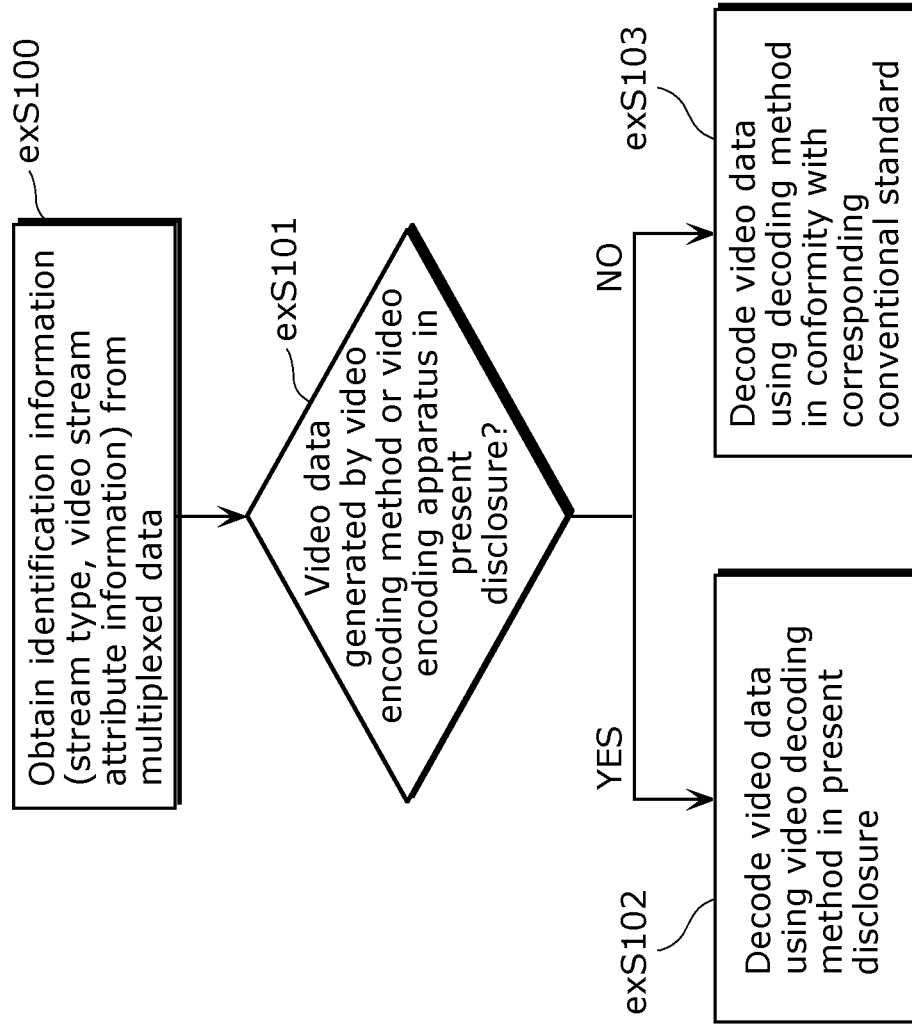 exS100
Obtain identification information
(stream type, video stream
attribute information) from
multiplexed data
exS101
Video data
generated by video
encoding method or video
encoding apparatus in
present
disclosure?
YES
NO
exS102
Decode video data
using video decoding
method in present
disclosure
exS103
Decode video data
using decoding method
in conformity with
corresponding
conventional standard